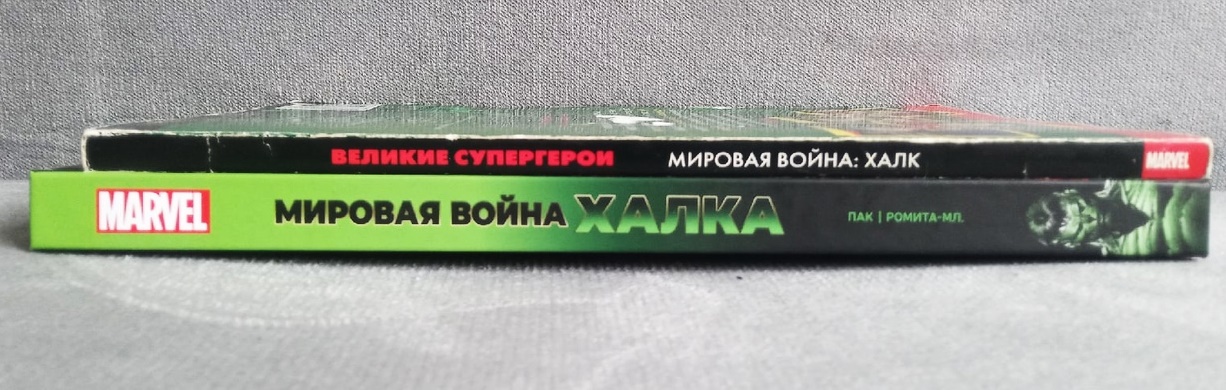 ВЕЛИКИЕ СУПЕРГЕРОИ МИРОВАЯ ВОЙНА: ХАЛК MARVEL
MARVEL МИРОВАЯ ВОЙНА ХАЛКА ПАК | РОМИТА-МЛ.